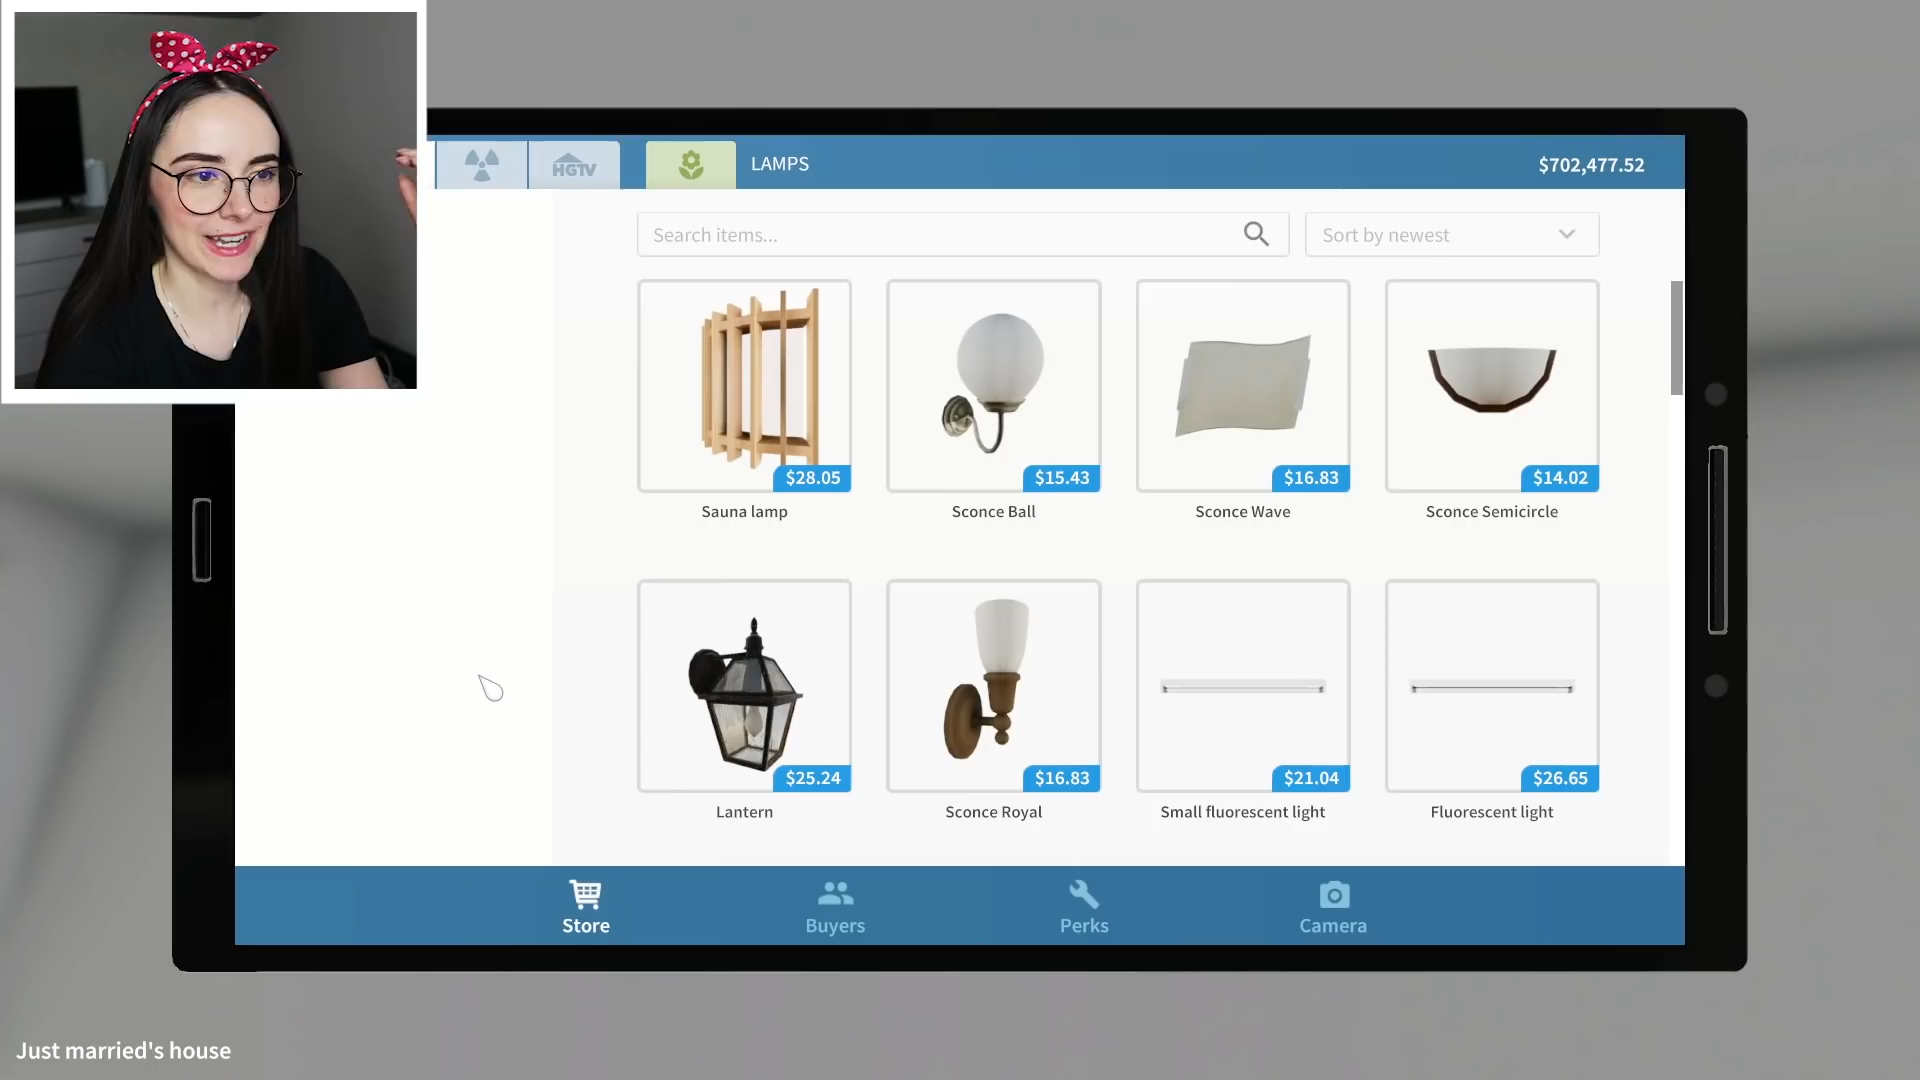 HGTV
LAMPS
$702,477.52
Search items...
Sort by newest
$28.05
$15.43
$16.83
$14.02
Sauna lamp
Sconce Ball
Sconce Wave
Sconce Semicircle
$25.24
$16.83
$21.04
$26.65
Lantern
Sconce Royal
Small fluorescent light
Fluorescent light
Store
Buyers
Perks
Camera
Just married's house